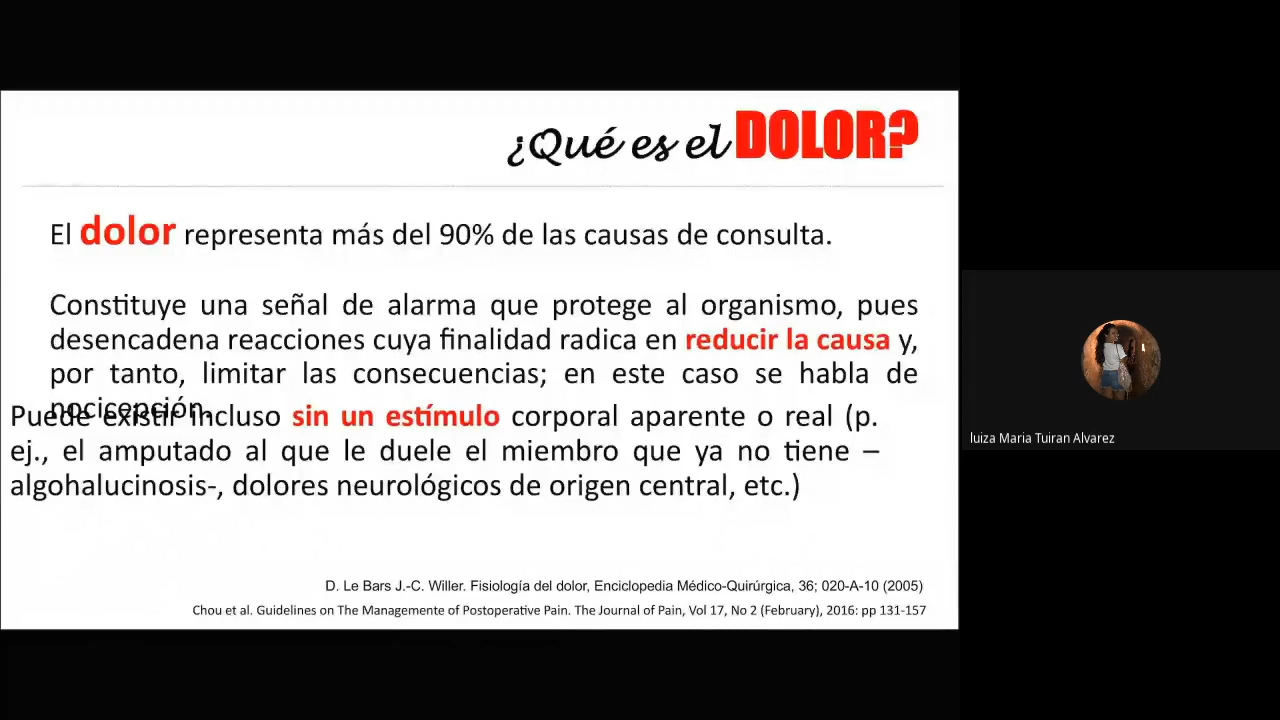 ¿Qué es el DOLOR?
El dolor representa más del 90% de las causas de consulta.
Constituye una señal de alarma que protege al organismo, pues
desencadena reacciones cuya finalidad radica en reducir la causa y,
por tanto, limitar las consecuencias; en este caso se habla de
nocicepción.
Puede existir incluso sin un estímulo corporal aparente o real (p.
ej., el amputado al que le duele el miembro que ya no tiene –
algohalucinosis-, dolores neurológicos de origen central, etc.)
D. Le Bars J.-C. Willer. Fisiología del dolor, Enciclopedia Médico-Quirúrgica, 36; 020-A-10 (2005)
Chou et al. Guidelines on The Managemente of Postoperative Pain. The Journal of Pain, Vol 17, No 2 (February), 2016: pp 131-157
luiza Maria Tuiran Alvarez